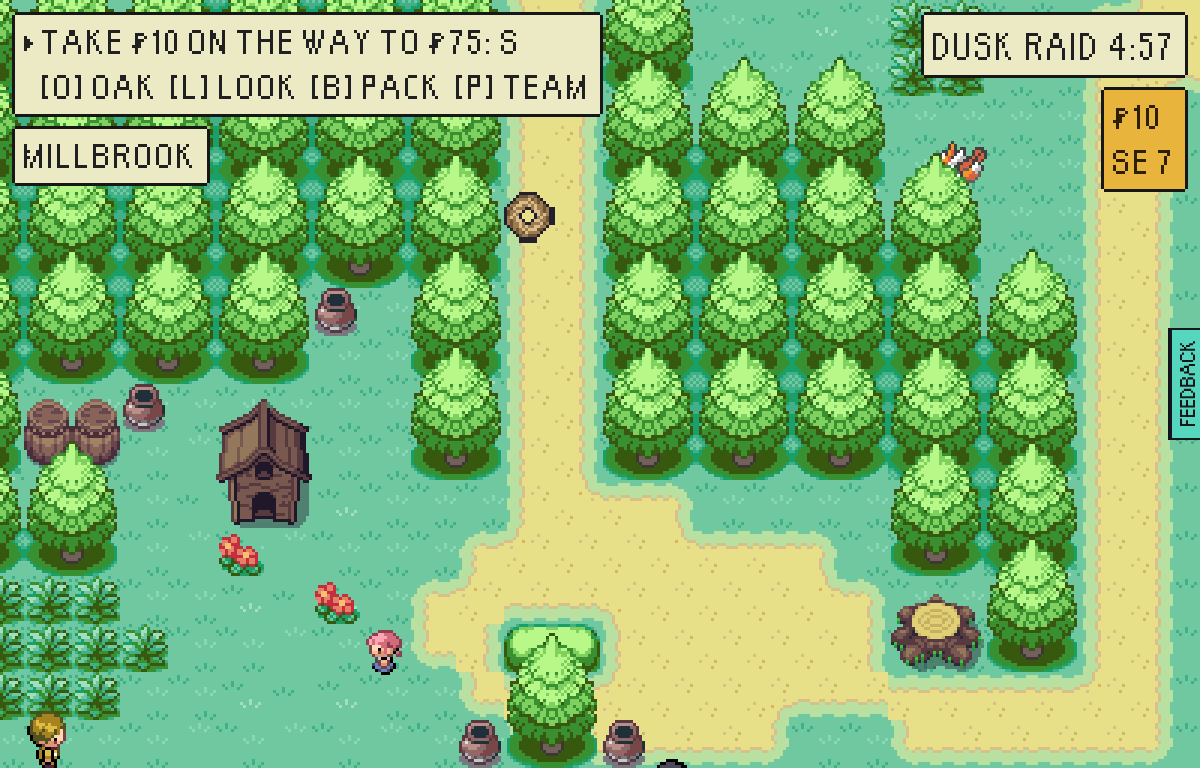 ▸TAKE ₽10 ON THE WAY TO ₽75: S
[O] OAK [L] LOOK [B] PACK [P] TEAM
DUSK RAID 4:57
₽10
SE 7
MILLBROOK
FEEDBACK